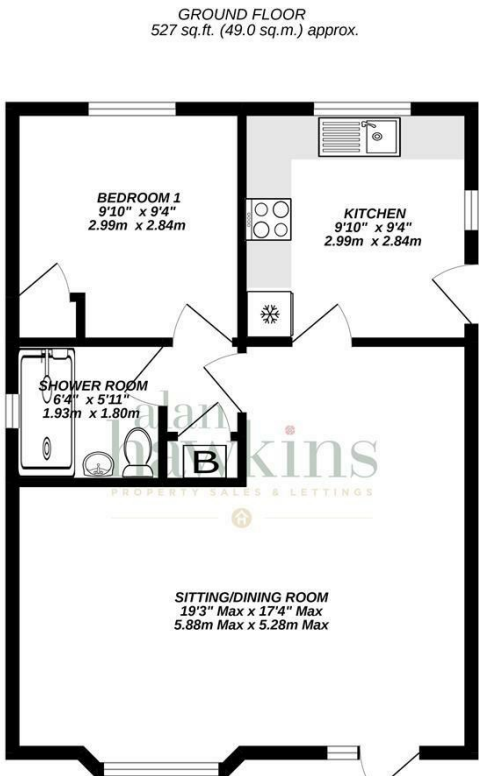 GROUND FLOOR
527 sq.ft. (49.0 sq.m.) approx.
BEDROOM 1
9'10" x 9'4"
2.99m x 2.84m
KITCHEN
9'10" x 9'4"
2.99m x 2.84m
SHOWER ROOM
6'4" x 5'11"
1.93m x 1.80m
alan
hawkins
B
PROPERTY SALES & LETTINGS
SITTING/DINING ROOM
19'3" Max x 17'4" Max
5.88m Max x 5.28m Max